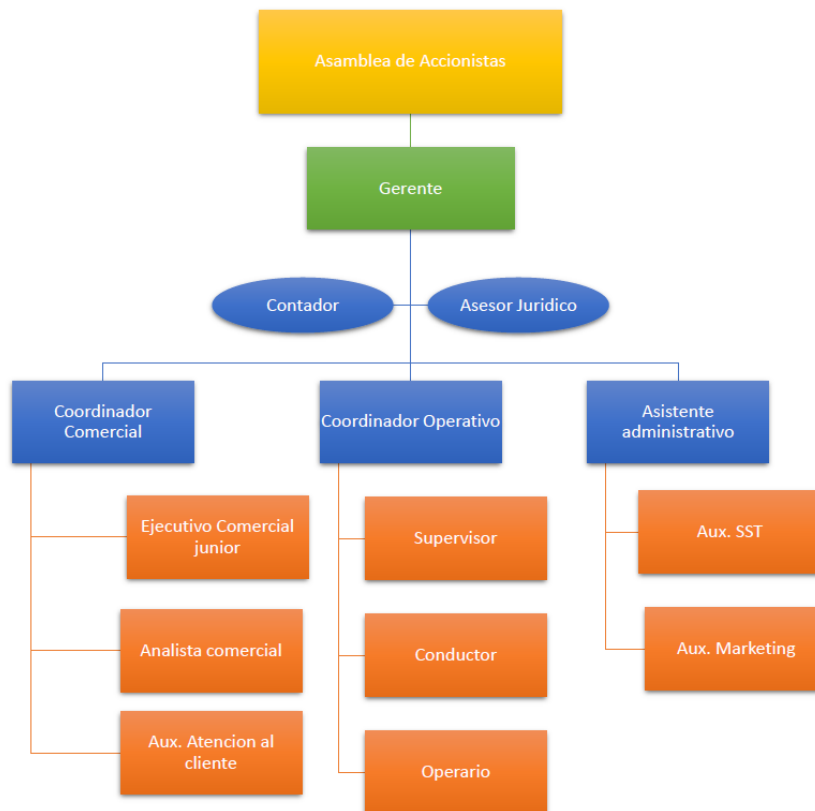 Asamblea de Accionistas
Gerente
Contador
Asesor Juridico
Coordinador
Comercial
Coordinador Operativo
Asistente
administrativo
Ejecutivo Comercial
junior
Analista comercial
Aux. Atencion al
cliente
Supervisor
Conductor
Operario
Aux. SST
Aux. Marketing